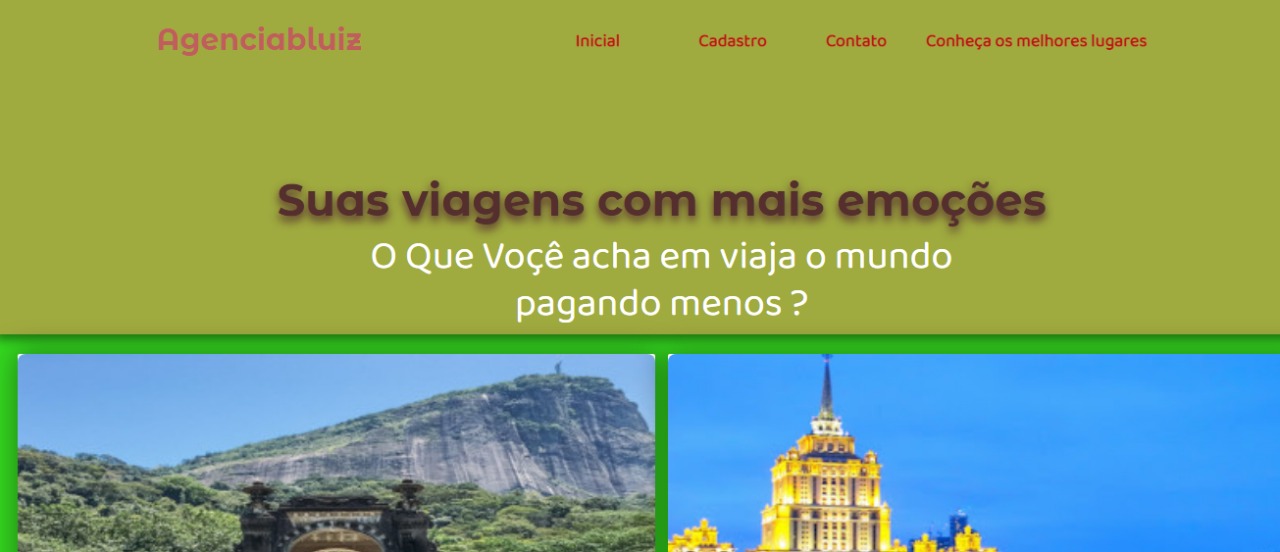 Agenciabluiz
Inicial Cadastro Contato Conheça os melhores lugares
Suas viagens com mais emoções
O Que Voçê acha em viaja o mundo
pagando menos ?